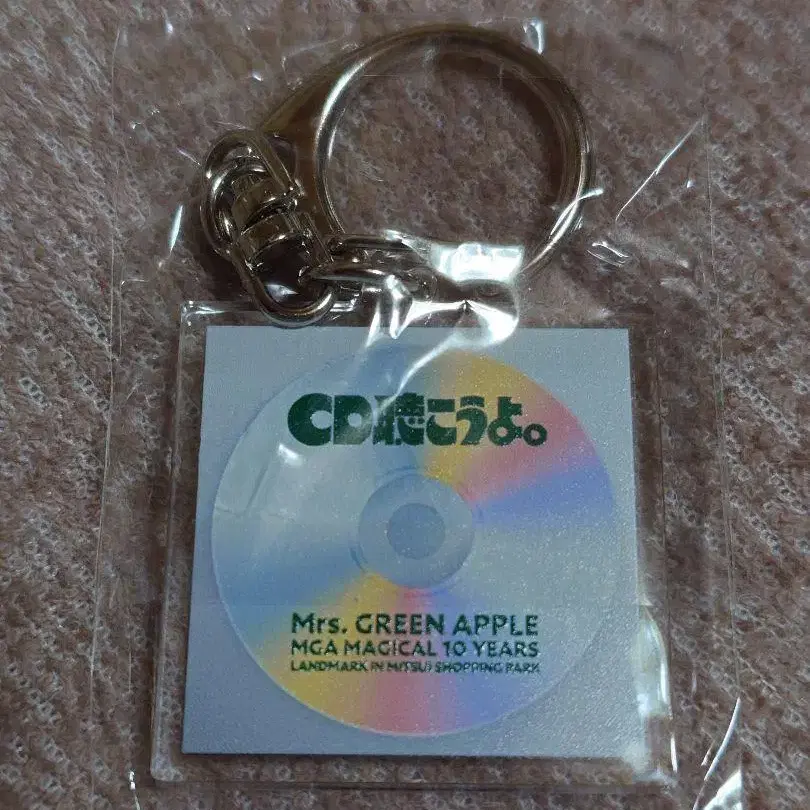 CD聴こうよ。
Mrs. GREEN APPLE
MGA MAGICAL 10 YEARS
LANDMARK IN MITSUI SHOPPING PARK